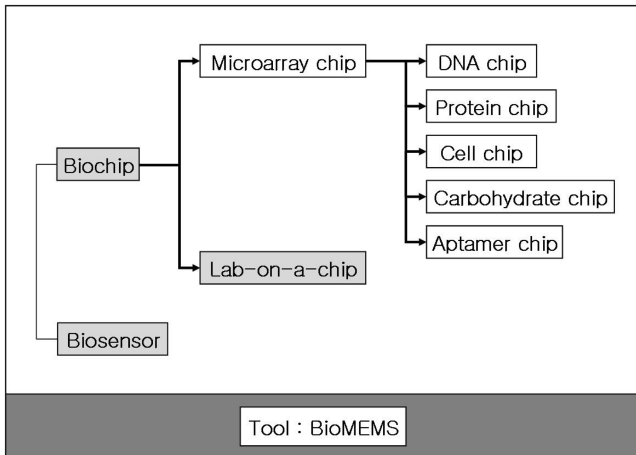 Microarray chip
DNA chip
Protein chip
Cell chip
Biochip
Carbohydrate chip
Aptamer chip
Lab-on-a-chip
Biosensor
Tool : BioMEMS